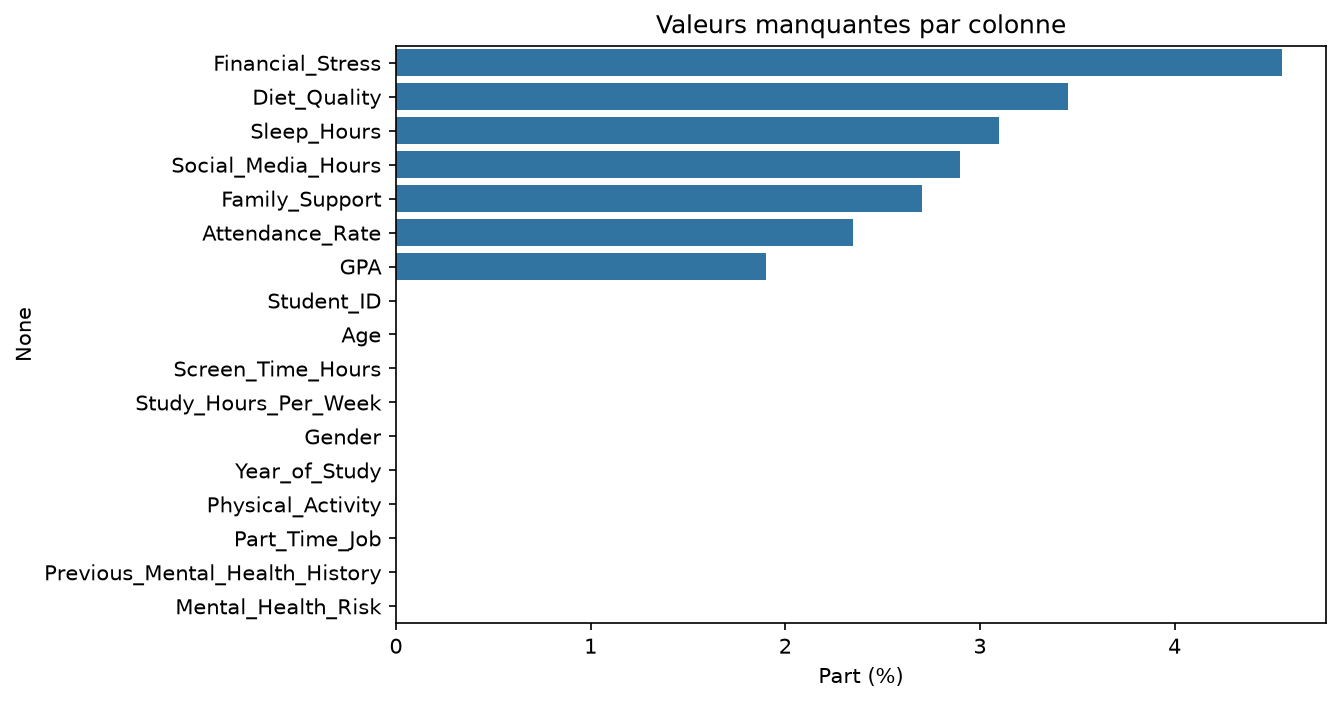 Valeurs manquantes par colonne
Financial_Stress
Diet_Quality
Sleep_Hours
Social_Media_Hours
Family_Support
Attendance_Rate
GPA
Student_ID
Age
Screen_Time_Hours
Study_Hours_Per_Week
Gender
Year_of_Study
Physical_Activity
Part_Time_Job
Previous_Mental_Health_History
Mental_Health_Risk
None
0 1 2 3 4
Part (%)